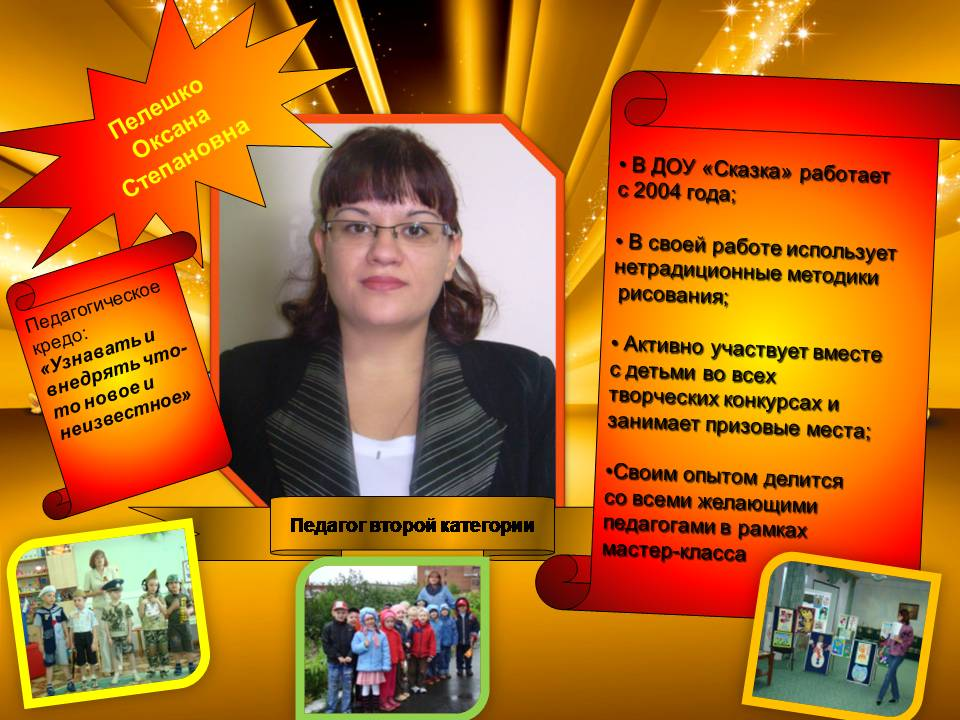 Пелешко
Оксана
Степановна
Педагогическое
кредо:
«Узнавать и
внедрять что-
то новое и
неизвестное»
Педагог второй категории
• В ДОУ «Сказка» работает
с 2004 года;
• В своей работе использует
нетрадиционные методики
рисования;
• Активно участвует вместе
с детьми во всех
творческих конкурсах и
занимает призовые места;
•Своим опытом делится
со всеми желающими
педагогами в рамках
мастер-класса